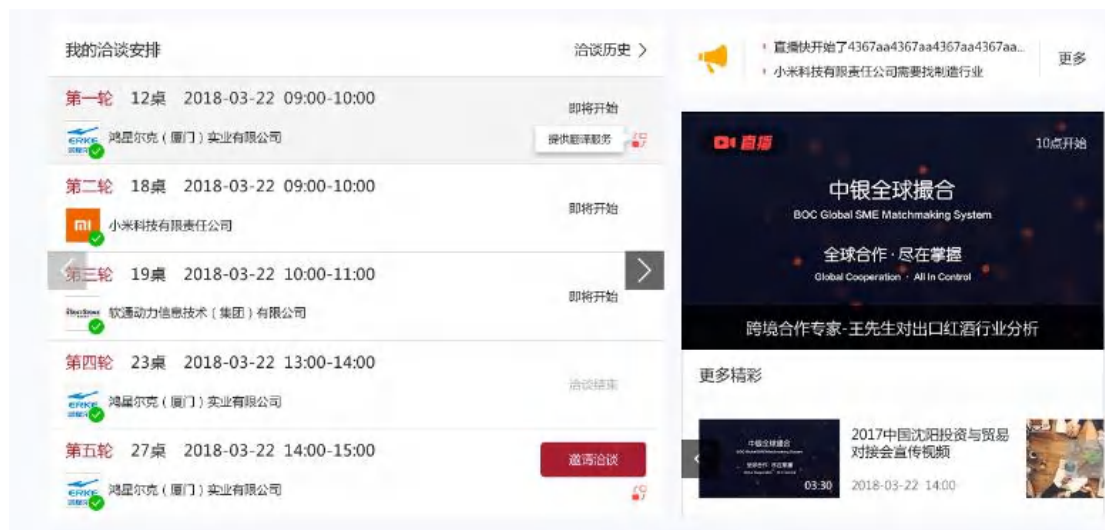 我的洽谈安排
洽谈历史
第一轮 12桌 2018-03-22 09:00-10:00
即将开始
ERKE
鸿星尔克（厦门）实业有限公司
提供翻译服务
第二轮 18桌 2018-03-22 09:00-10:00
即将开始
小米科技有限责任公司
第三轮 19桌 2018-03-22 10:00-11:00
即将开始
软通动力信息技术（集团）有限公司
第四轮 23桌 2018-03-22 13:00-14:00
洽谈结束
ERKE
鸿星尔克（厦门）实业有限公司
第五轮 27桌 2018-03-22 14:00-15:00
邀请洽谈
ERKE
鸿星尔克（厦门）实业有限公司
直播快开始了4367aa4367aa4367aa4367aa...
小米科技有限责任公司需要找制造行业
更多
直播
10点开始
中银全球撮合
BOC Global SME Matchmaking System
全球合作·尽在掌握
Global Cooperation · All in Control
跨境合作专家-王先生对出口红酒行业分析
更多精彩
中银全球撮合
03:30
2017中国沈阳投资与贸易
对接会宣传视频
2018-03-22 14:00